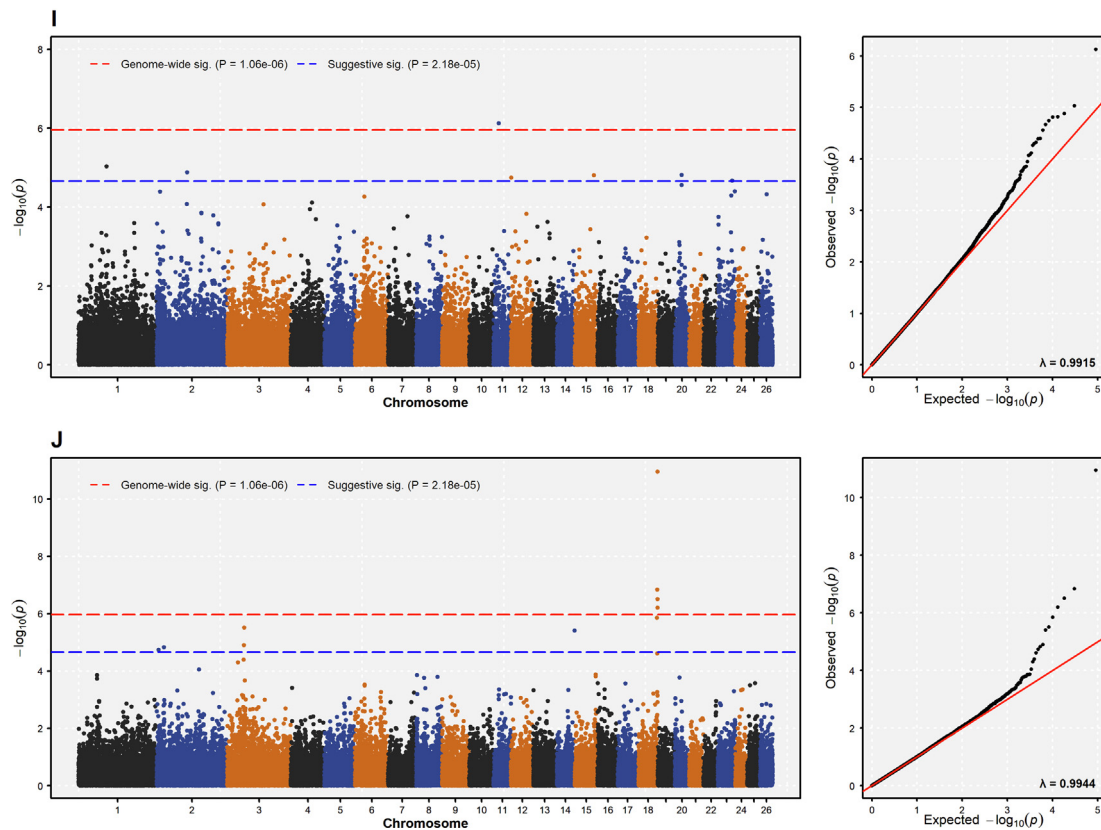 I
8
6
4
2
0
−log₁₀(p)
Genome-wide sig. (P = 1.06e-06)
Suggestive sig. (P = 2.18e-05)
1 2 3 4 5 6 7 8 9 10 11 12 13 14 15 16 17 18 19 20 21 22 23 24 25 26
Chromosome
6
5
4
3
2
1
0
Observed −log₁₀(p)
λ = 0.9915
0 1 2 3 4 5
Expected −log₁₀(p)
J
10
8
6
4
2
0
−log₁₀(p)
Genome-wide sig. (P = 1.06e-06)
Suggestive sig. (P = 2.18e-05)
1 2 3 4 5 6 7 8 9 10 11 12 13 14 15 16 18 19 20 22 24 25 26
Chromosome
10
8
6
4
2
0
Observed −log₁₀(p)
λ = 0.9944
0 1 2 3 4 5
Expected −log₁₀(p)